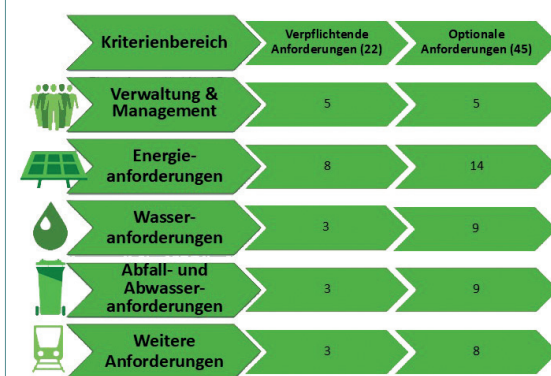 Kriterienbereich
Verpflichtende
Anforderungen (22)
Optionale
Anforderungen (45)
Verwaltung &
Management
5
5
Energie-
anforderungen
8
14
Wasser-
anforderungen
3
9
Abfall- und
Abwasser-
anforderungen
3
9
Weitere
Anforderungen
3
8